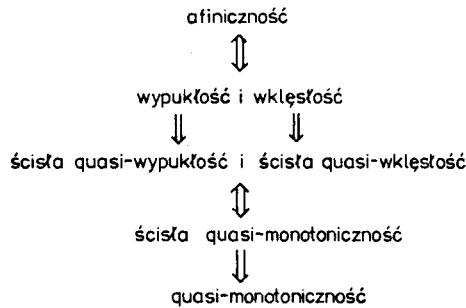 afiniczność
wypukłość i wklęsłość
ścisła quasi-wypukłość i ścisła quasi-wklęsłość
ścisła quasi-monotoniczność
quasi-monotoniczność